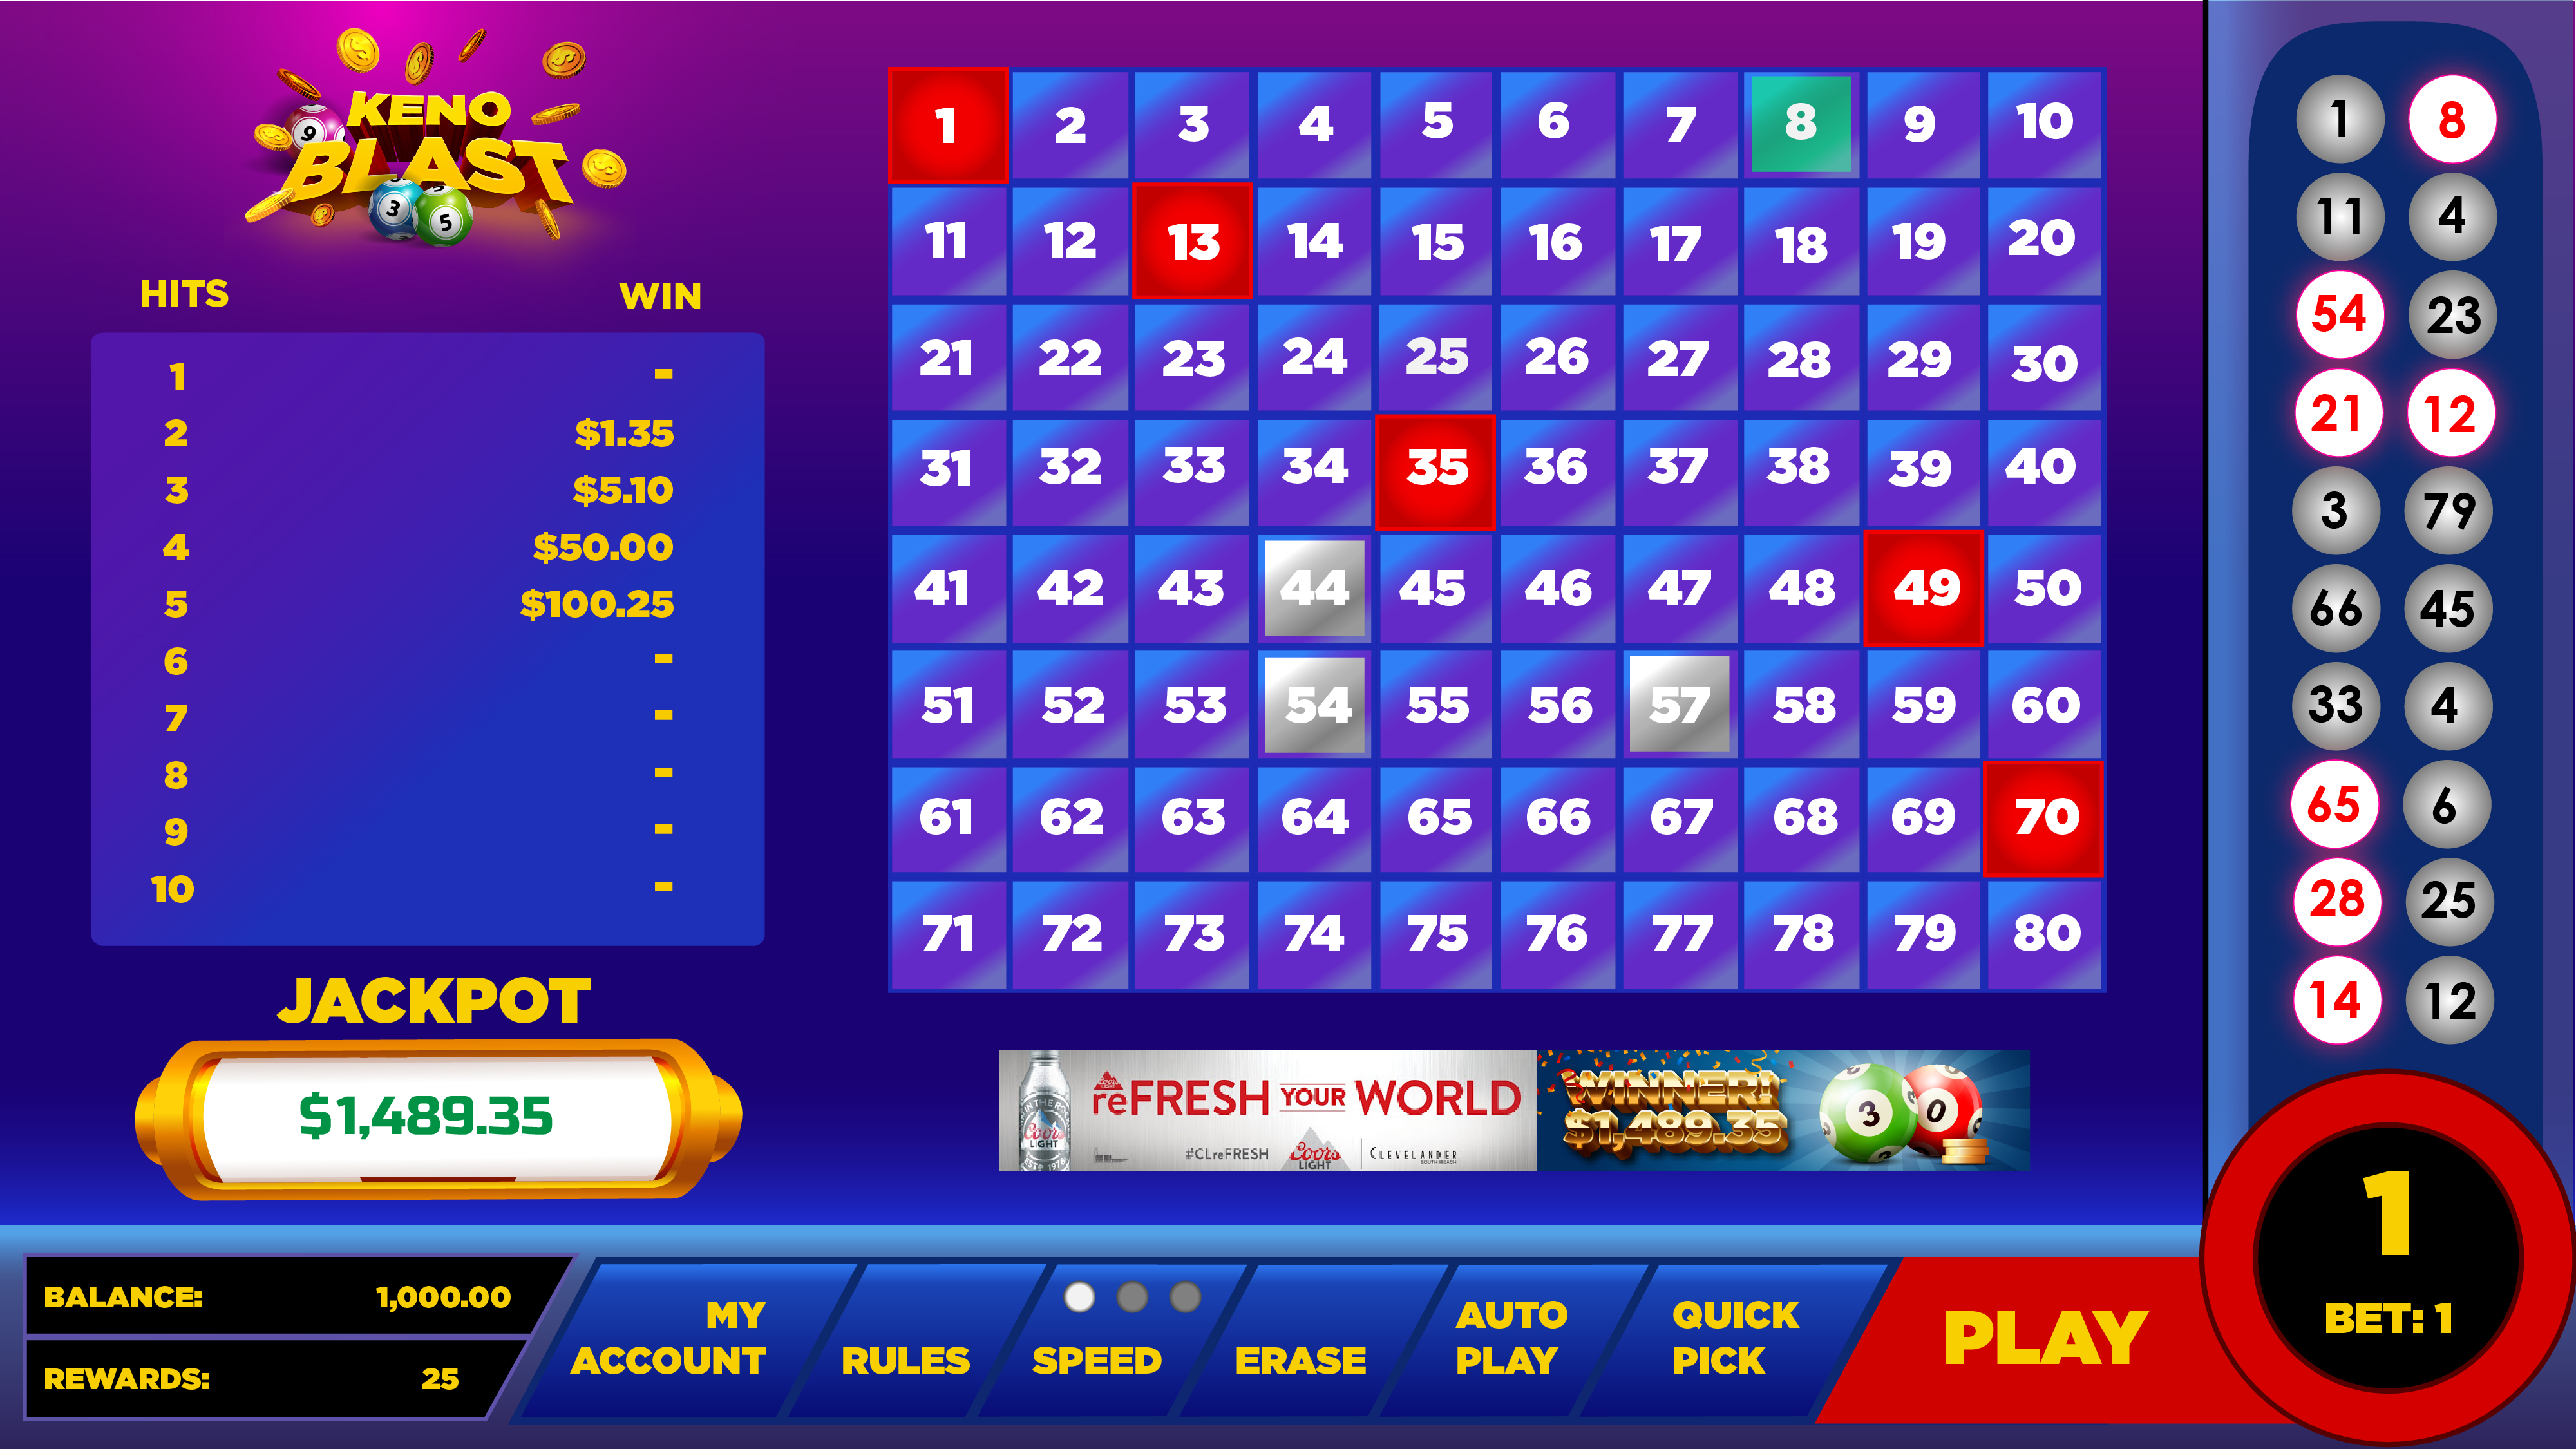 KENO
BLAST
9
3
5
HITS WIN
1 -
2 $1.35
3 $5.10
4 $50.00
5 $100.25
6 -
7 -
8 -
9 -
10 -
JACKPOT
$1,489.35
1 2 3 4 5 6 7 8 9 10
11 12 13 14 15 16 17 18 19 20
21 22 23 24 25 26 27 28 29 30
31 32 33 34 35 36 37 38 39 40
41 42 43 44 45 46 47 48 49 50
51 52 53 54 55 56 57 58 59 60
61 62 63 64 65 66 67 68 69 70
71 72 73 74 75 76 77 78 79 80
Coors
LIGHT
reFRESH YOUR WORLD
#CLreFRESH
Coors
LIGHT
CLEVELANDER
SOUTH BEACH
WINNER!
$1,489.35
3 0
1 8
11 4
54 23
21 12
3 79
66 45
33 4
65 6
28 25
14 12
1
BET: 1
BALANCE: 1,000.00
REWARDS: 25
MY
ACCOUNT
RULES
SPEED
ERASE
AUTO
PLAY
QUICK
PICK
PLAY